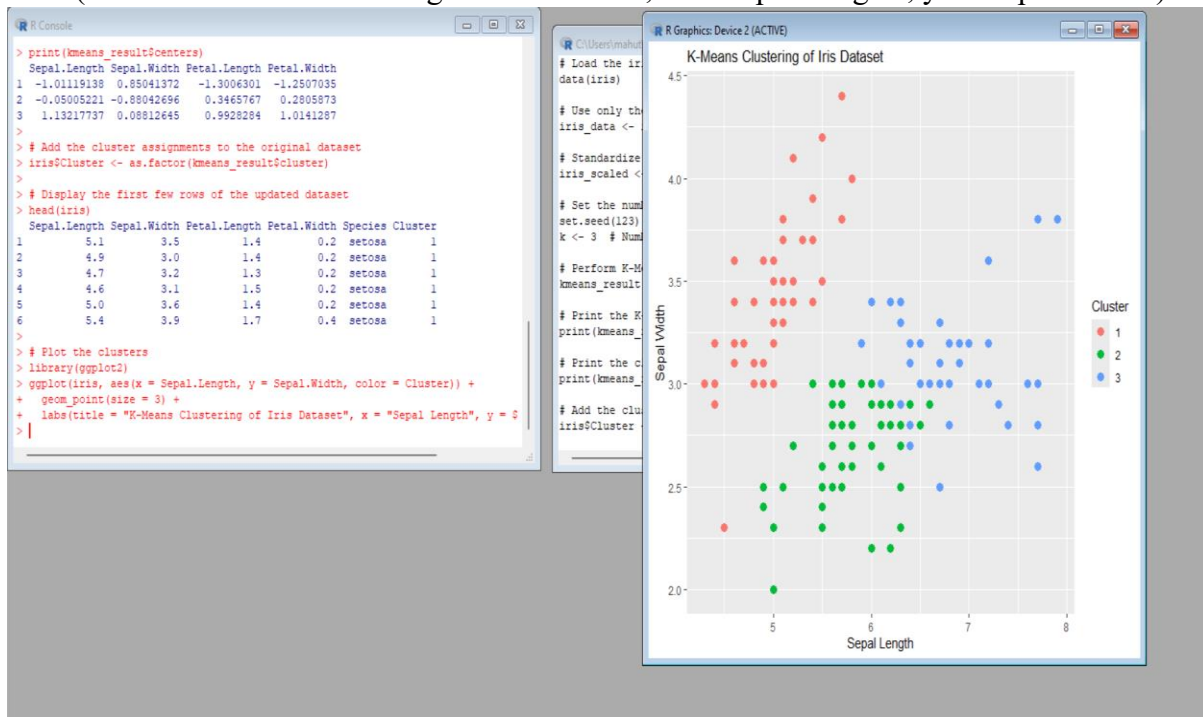 R Console
> print(kmeans_result$centers)
Sepal.Length Sepal.Width Petal.Length Petal.Width
1 -1.01119138 0.85041372 -1.3006301 -1.2507035
2 -0.05005221 -0.88042696 0.3465767 0.2805873
3 1.13217737 0.08812645 0.9928284 1.0141287
>
> # Add the cluster assignments to the original dataset
> iris$Cluster <- as.factor(kmeans_result$cluster)
>
> # Display the first few rows of the updated dataset
> head(iris)
Sepal.Length Sepal.Width Petal.Length Petal.Width Species Cluster
1 5.1 3.5 1.4 0.2 setosa 1
2 4.9 3.0 1.4 0.2 setosa 1
3 4.7 3.2 1.3 0.2 setosa 1
4 4.6 3.1 1.5 0.2 setosa 1
5 5.0 3.6 1.4 0.2 setosa 1
6 5.4 3.9 1.7 0.4 setosa 1
>
> # Plot the clusters
> library(ggplot2)
> ggplot(iris, aes(x = Sepal.Length, y = Sepal.Width, color = Cluster)) +
+ geom_point(size = 3) +
+ labs(title = "K-Means Clustering of Iris Dataset", x = "Sepal Length", y = $
>
C:\Users\mahut
# Load the iri
data(iris)
# Use only the
iris_data <-
# Standardize
iris_scaled <-
# Set the num
set.seed(123)
k <- 3 # Num
# Perform K-Me
kmeans_result
# Print the K-
print(kmeans_
# Print the c
print(kmeans_
# Add the clu
iris$Cluster
R Graphics: Device 2 (ACTIVE)
K-Means Clustering of Iris Dataset
4.5
4.0
3.5
3.0
2.5
2.0
Sepal Width
5 6 7 8
Sepal Length
Cluster
1
2
3